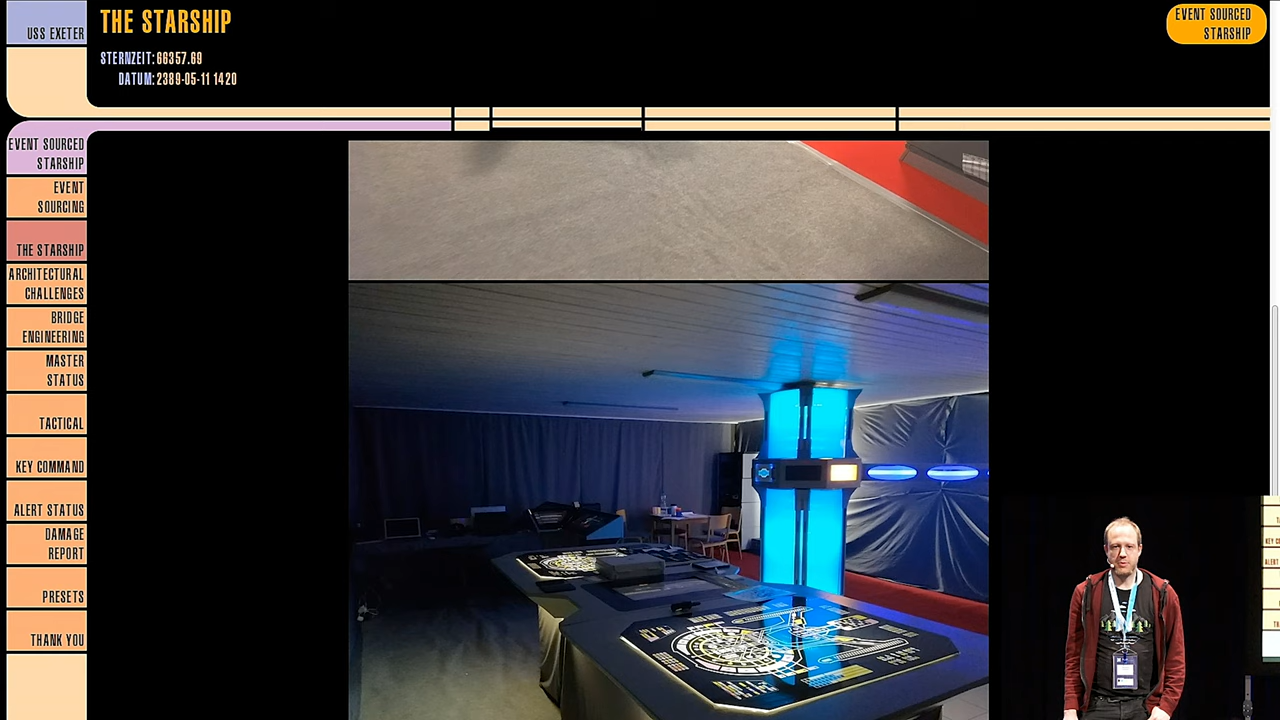 USS EXETER
THE STARSHIP
STERNZEIT: 66357.69
DATUM: 2389-05-11 1420
EVENT SOURCED
STARSHIP
EVENT SOURCED
STARSHIP
EVENT
SOURCING
THE STARSHIP
ARCHITECTURAL
CHALLENGES
BRIDGE
ENGINEERING
MASTER
STATUS
TACTICAL
KEY COMMAND
ALERT STATUS
DAMAGE
REPORT
PRESETS
THANK YOU